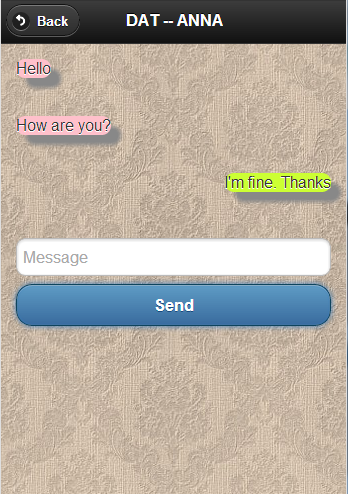 Back
DAT -- ANNA
Hello
How are you?
I'm fine. Thanks
Message
Send